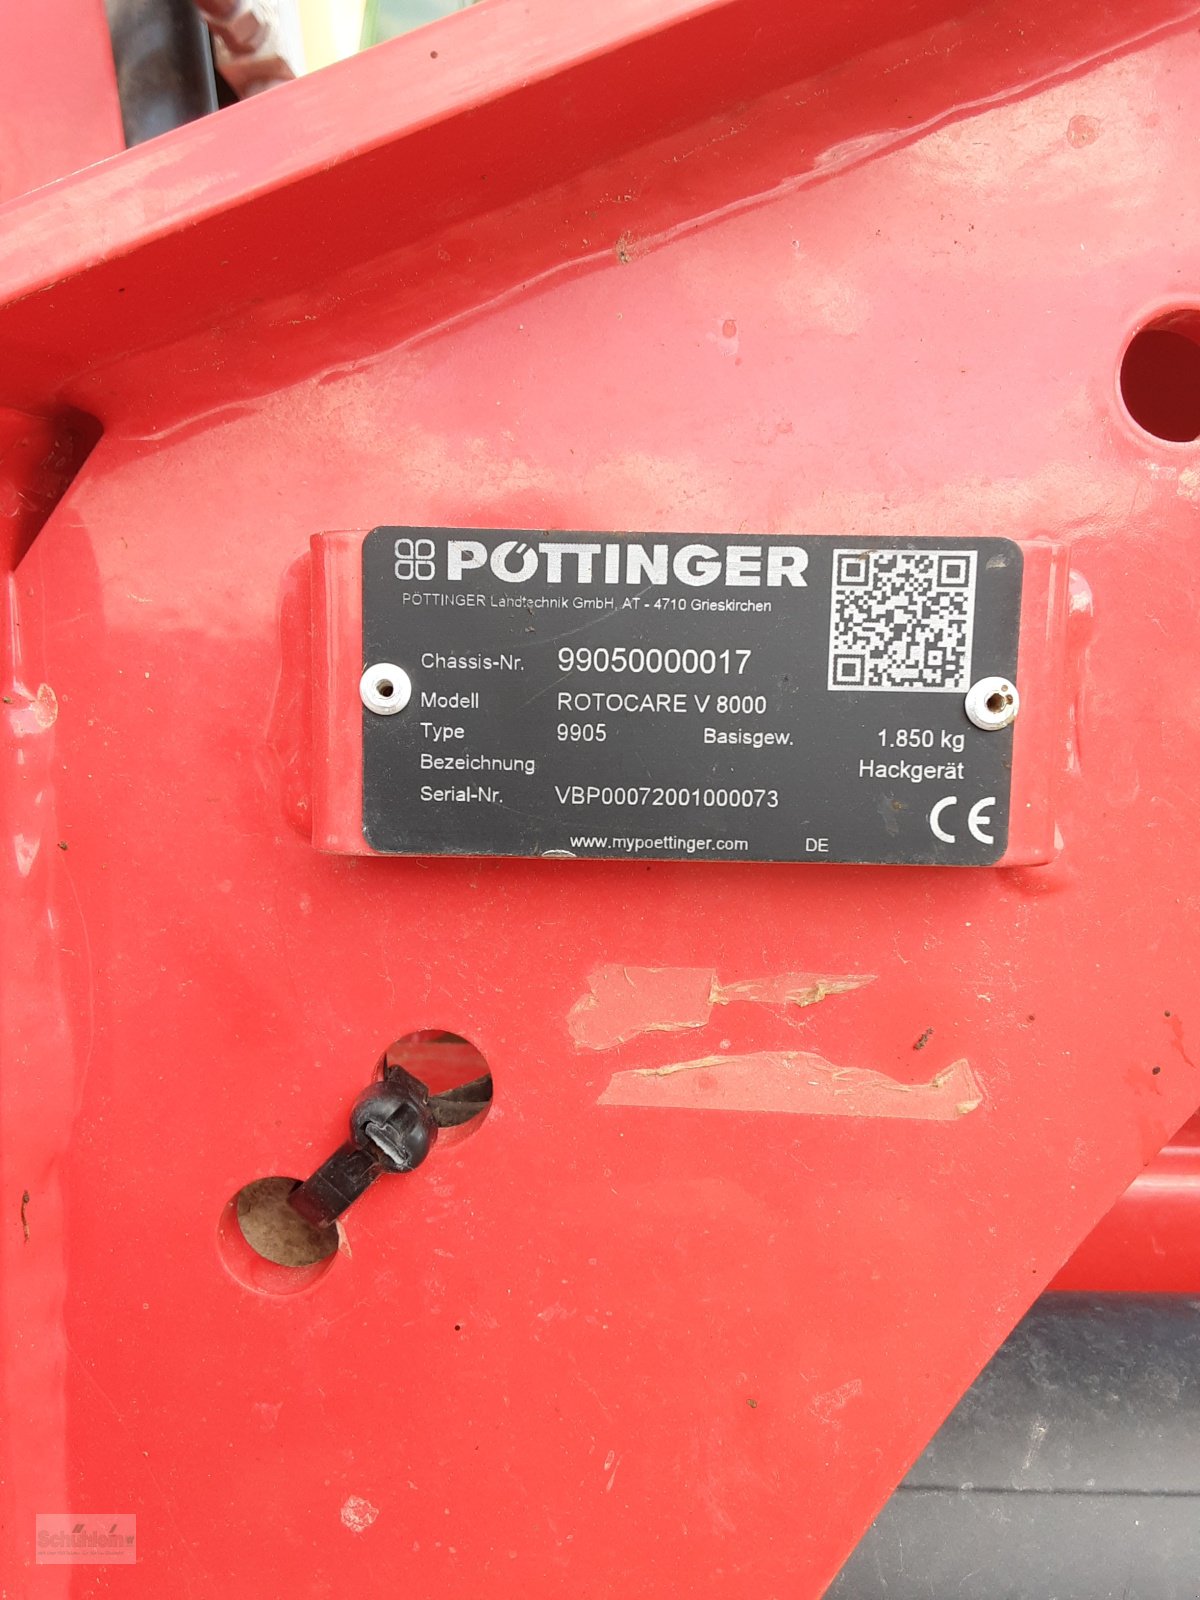 PÖTTINGER
PÖTTINGER Landtechnik GmbH, AT - 4710 Grieskirchen
Chassis-Nr. 99050000017
Modell ROTOCARE V 8000
Type 9905 Basisgew. 1.850 kg
Bezeichnung Hackgerät
Serial-Nr. VBP00072001000073
CE
www.mypoettinger.com DE
Schühlein